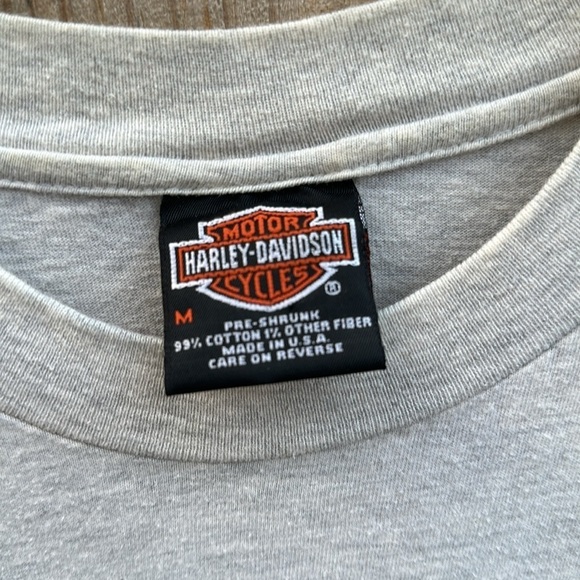 MOTOR
HARLEY-DAVIDSON
CYCLES
®
M
PRE-SHRUNK
99% COTTON 1% OTHER FIBER
MADE IN U.S.A.
CARE ON REVERSE